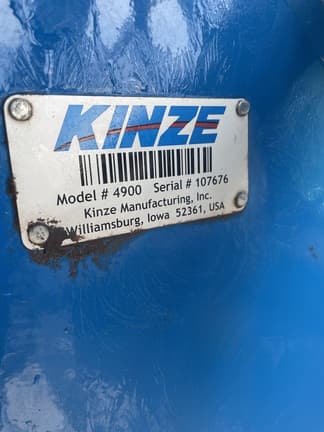 KINZE
Model # 4900 Serial # 107676
Kinze Manufacturing, Inc.
Williamsburg, Iowa 52361, USA